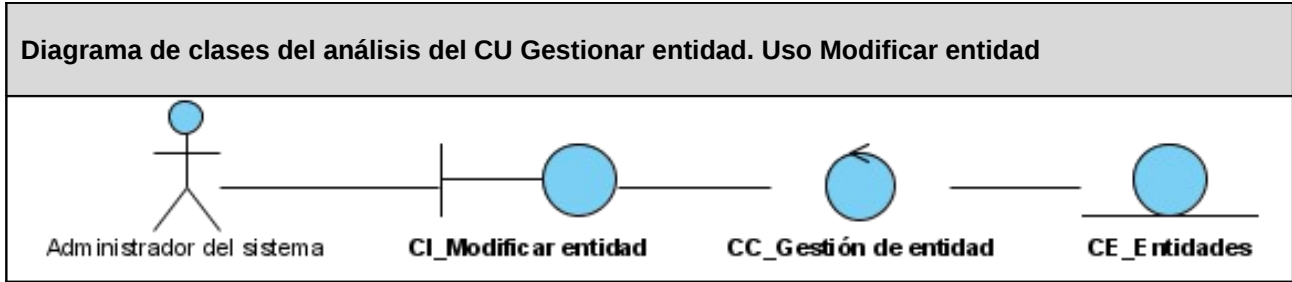 Diagrama de clases del análisis del CU Gestionar entidad. Uso Modificar entidad
Administrador del sistema
CI_Modificar entidad
CC_Gestión de entidad
CE_Entidades